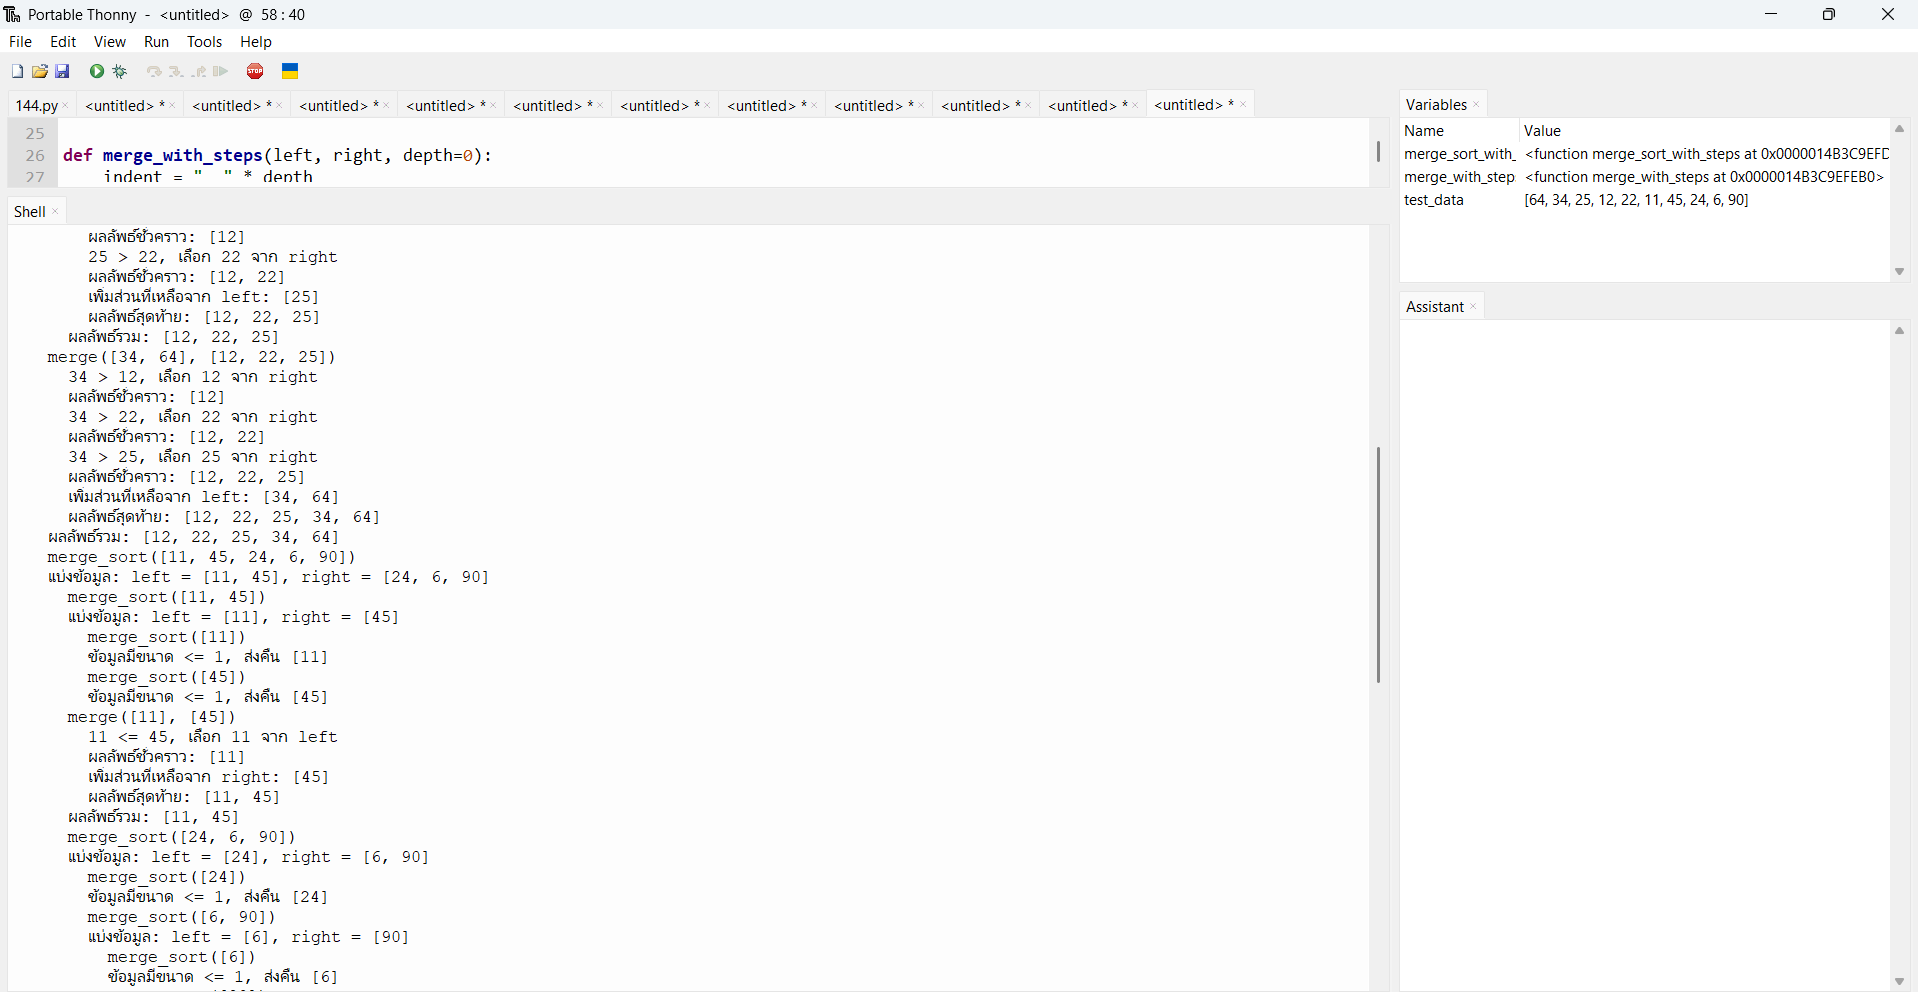 Portable Thonny - <untitled> @ 58:40
File Edit View Run Tools Help
STOP
144.py <untitled> * <untitled> * <untitled> * <untitled> * <untitled> * <untitled> * <untitled> * <untitled> * <untitled> * <untitled> * <untitled> *
25
26 def merge_with_steps(left, right, depth=0):
27 indent = "  " * depth
Shell
ผลลัพธ์ชั่วคราว: [12]
25 > 22, เลือก 22 จาก right
ผลลัพธ์ชั่วคราว: [12, 22]
เพิ่มส่วนที่เหลือจาก left: [25]
ผลลัพธ์สุดท้าย: [12, 22, 25]
ผลลัพธ์รวม: [12, 22, 25]
merge([34, 64], [12, 22, 25])
34 > 12, เลือก 12 จาก right
ผลลัพธ์ชั่วคราว: [12]
34 > 22, เลือก 22 จาก right
ผลลัพธ์ชั่วคราว: [12, 22]
34 > 25, เลือก 25 จาก right
ผลลัพธ์ชั่วคราว: [12, 22, 25]
เพิ่มส่วนที่เหลือจาก left: [34, 64]
ผลลัพธ์สุดท้าย: [12, 22, 25, 34, 64]
ผลลัพธ์รวม: [12, 22, 25, 34, 64]
merge_sort([11, 45, 24, 6, 90])
แบ่งข้อมูล: left = [11, 45], right = [24, 6, 90]
merge_sort([11, 45])
แบ่งข้อมูล: left = [11], right = [45]
merge_sort([11])
ข้อมูลมีขนาด <= 1, ส่งคืน [11]
merge_sort([45])
ข้อมูลมีขนาด <= 1, ส่งคืน [45]
merge([11], [45])
11 <= 45, เลือก 11 จาก left
ผลลัพธ์ชั่วคราว: [11]
เพิ่มส่วนที่เหลือจาก right: [45]
ผลลัพธ์สุดท้าย: [11, 45]
ผลลัพธ์รวม: [11, 45]
merge_sort([24, 6, 90])
แบ่งข้อมูล: left = [24], right = [6, 90]
merge_sort([24])
ข้อมูลมีขนาด <= 1, ส่งคืน [24]
merge_sort([6, 90])
แบ่งข้อมูล: left = [6], right = [90]
merge_sort([6])
ข้อมูลมีขนาด <= 1, ส่งคืน [6]
Variables
Name Value
merge_sort_with_ <function merge_sort_with_steps at 0x0000014B3C9EFD
merge_with_step <function merge_with_steps at 0x0000014B3C9EFEB0>
test_data [64, 34, 25, 12, 22, 11, 45, 24, 6, 90]
Assistant